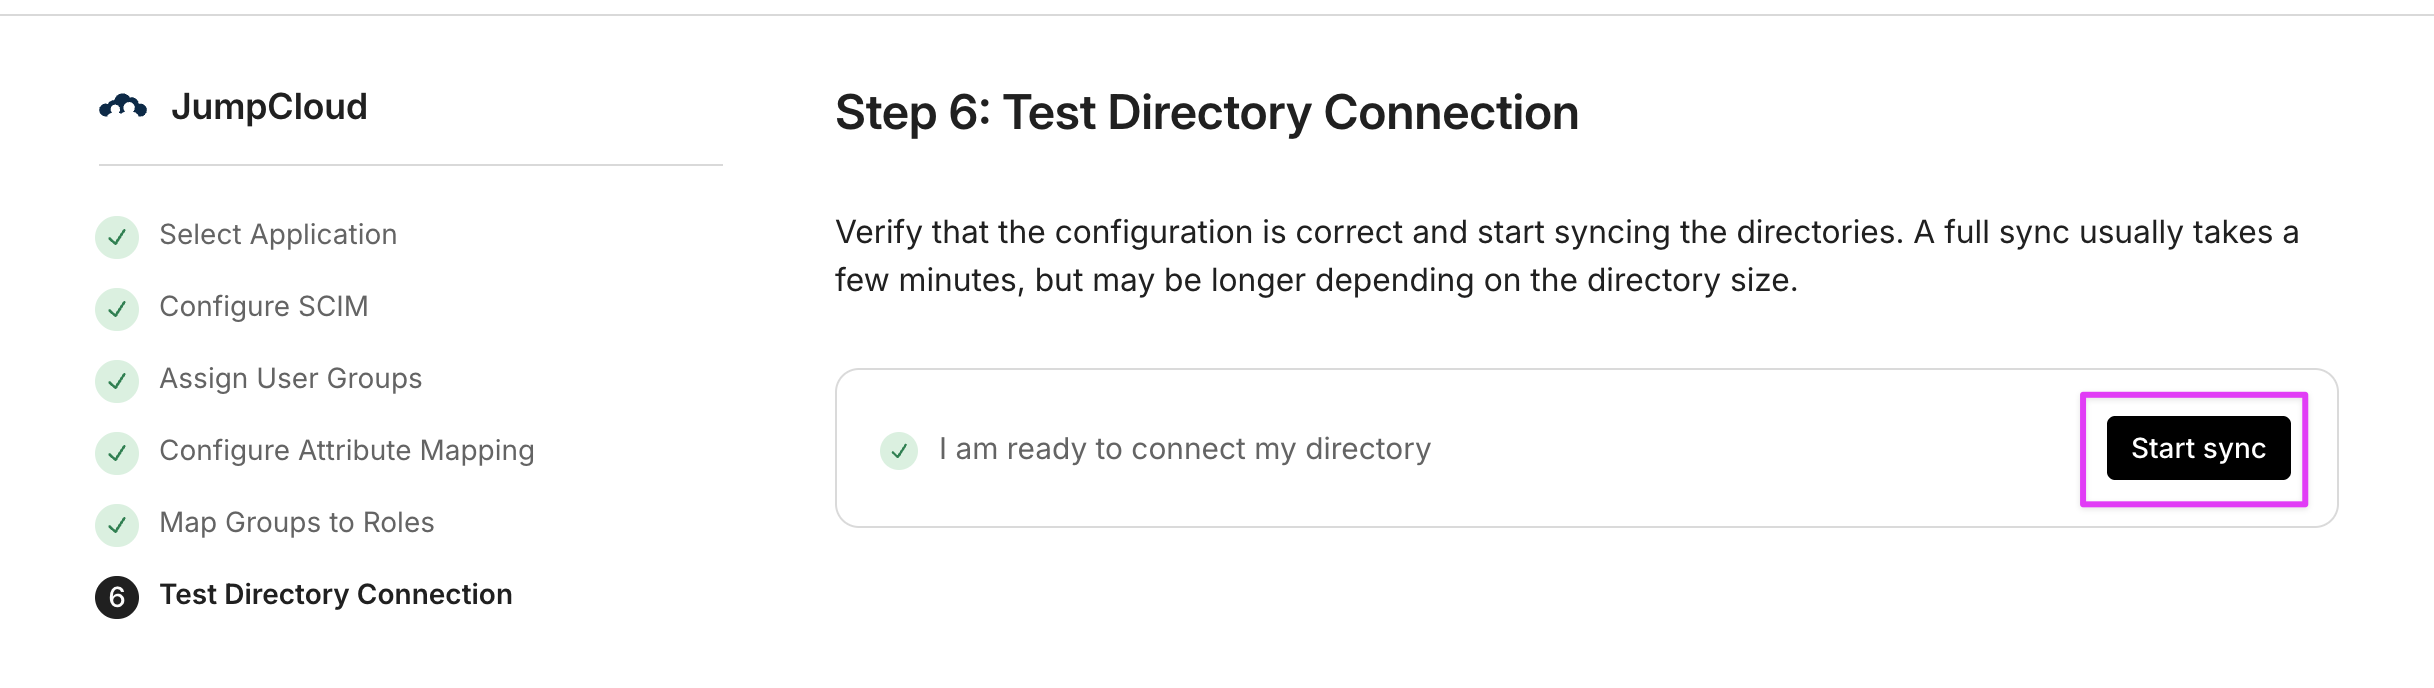 JumpCloud
Select Application
Configure SCIM
Assign User Groups
Configure Attribute Mapping
Map Groups to Roles
6 Test Directory Connection
Step 6: Test Directory Connection
Verify that the configuration is correct and start syncing the directories. A full sync usually takes a
few minutes, but may be longer depending on the directory size.
I am ready to connect my directory
Start sync